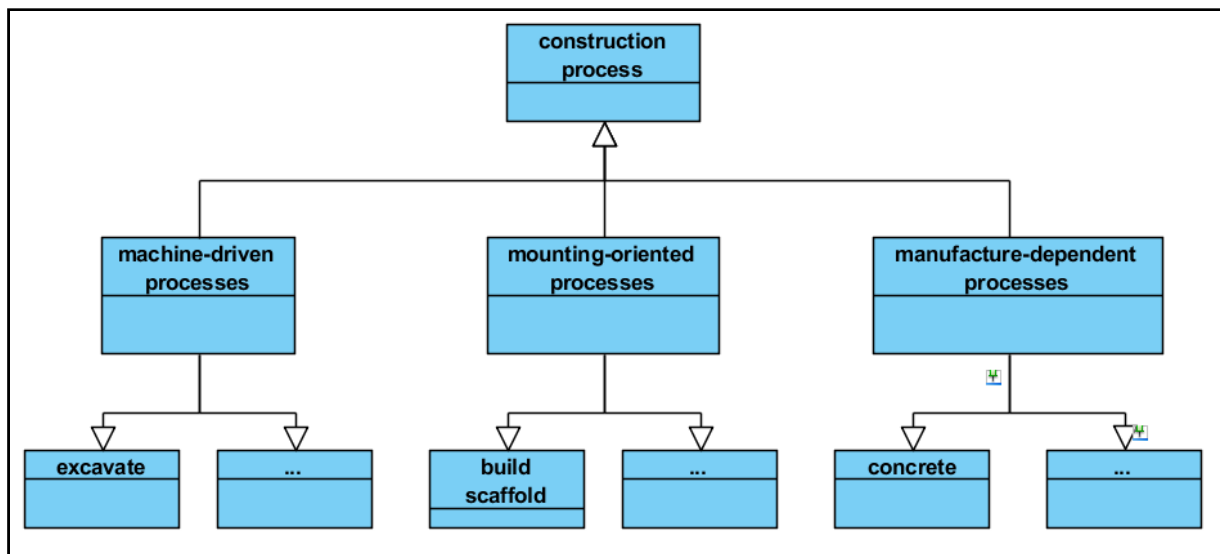 construction
process
machine-driven
processes
mounting-oriented
processes
manufacture-dependent
processes
excavate
...
build
scaffold
...
concrete
...